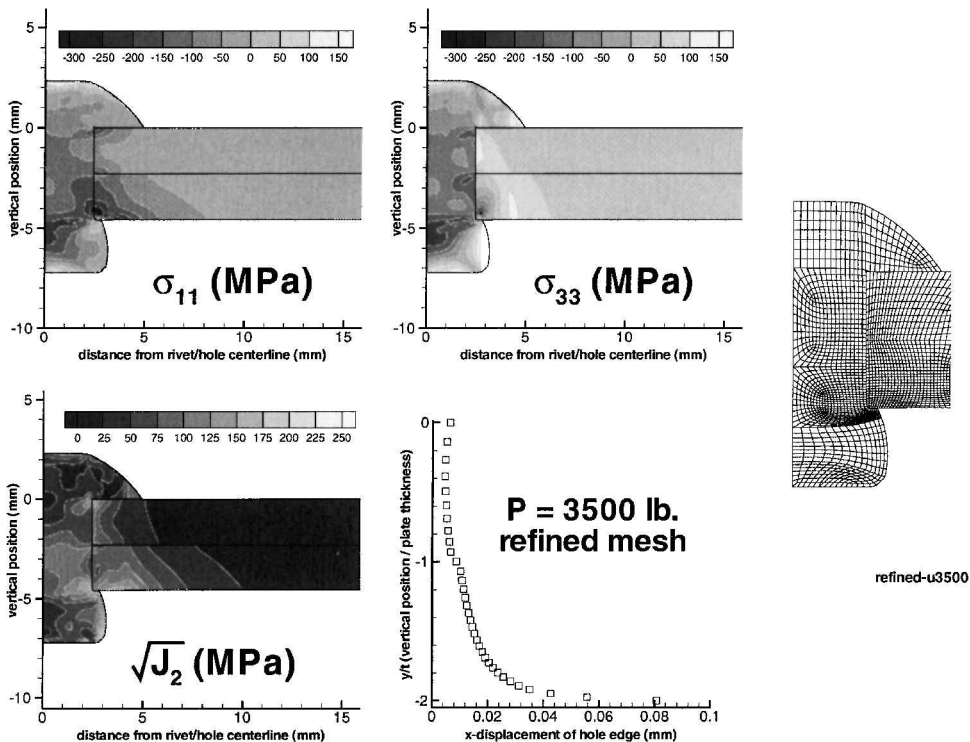 -300 -250 -200 -150 -100 -50 0 50 100 150
vertical position (mm)
5
0
-5
-10
0 5 10 15
distance from rivet/hole centerline (mm)
σ11 (MPa)
-300 -250 -200 -150 -100 -50 0 50 100 150
vertical position (mm)
5
0
-5
-10
0 5 10 15
distance from rivet/hole centerline (mm)
σ33 (MPa)
0 25 50 75 100 125 150 175 200 225 250
vertical position (mm)
5
0
-5
-10
0 5 10 15
distance from rivet/hole centerline (mm)
√J2 (MPa)
y/t (vertical position / plate thickness)
0
-1
-2
0 0.02 0.04 0.06 0.08 0.1
x-displacement of hole edge (mm)
P = 3500 lb.
refined mesh
refined-u3500